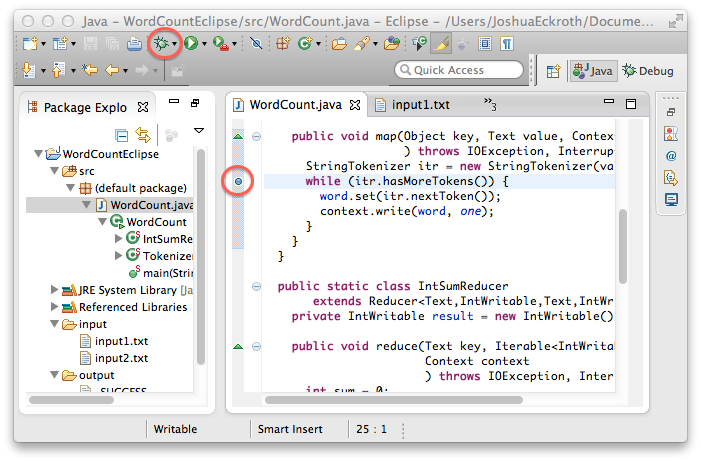 Java – WordCountEclipse/src/WordCount.java – Eclipse – /Users/JoshuaEckroth/Docume...
Quick Access
Java
Debug
Package Explo
WordCountEclipse
src
(default package)
WordCount.java
WordCount
IntSumRe
Tokenizer
main(Strin
JRE System Library [Ja
Referenced Libraries
input
input1.txt
input2.txt
output
_SUCCESS
WordCount.java
input1.txt
»3
public void map(Object key, Text value, Contex
) throws IOException, Interrup
StringTokenizer itr = new StringTokenizer(va
while (itr.hasMoreTokens()) {
word.set(itr.nextToken());
context.write(word, one);
}
}
}
public static class IntSumReducer
extends Reducer<Text,IntWritable,Text,IntWr
private IntWritable result = new IntWritable()
public void reduce(Text key, Iterable<IntWrita
Context context
) throws IOException, Inter
int sum = 0;
Writable
Smart Insert
25 : 1